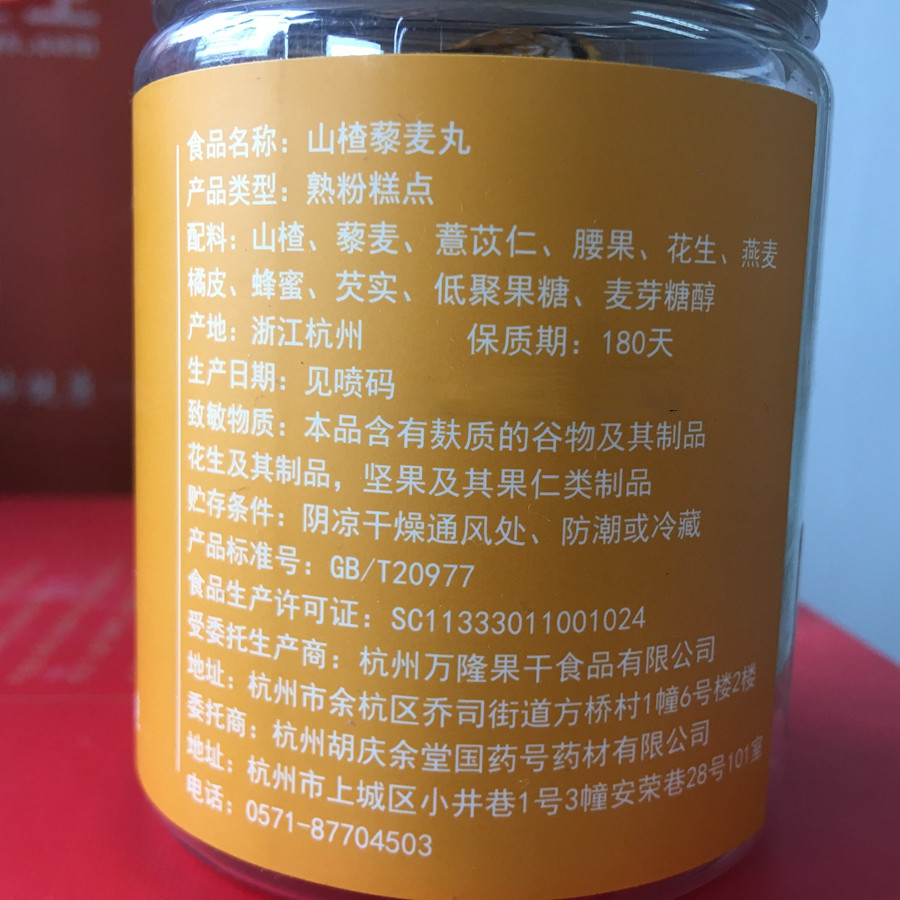 食品名称：山楂藜麦丸
产品类型：熟粉糕点
配料：山楂、藜麦、薏苡仁、腰果、花生、燕麦
橘皮、蜂蜜、芡实、低聚果糖、麦芽糖醇
产地：浙江杭州 保质期：180天
生产日期：见喷码
致敏物质：本品含有麸质的谷物及其制品
花生及其制品，坚果及其果仁类制品
贮存条件：阴凉干燥通风处、防潮或冷藏
产品标准号：GB/T20977
食品生产许可证：SC11333011001024
受委托生产商：杭州万隆果干食品有限公司
地址：杭州市余杭区乔司街道方桥村1幢6号楼2楼
委托商：杭州胡庆余堂国药号药材有限公司
地址：杭州市上城区小井巷1号3幢安荣巷28号101室
电话：0571-87704503